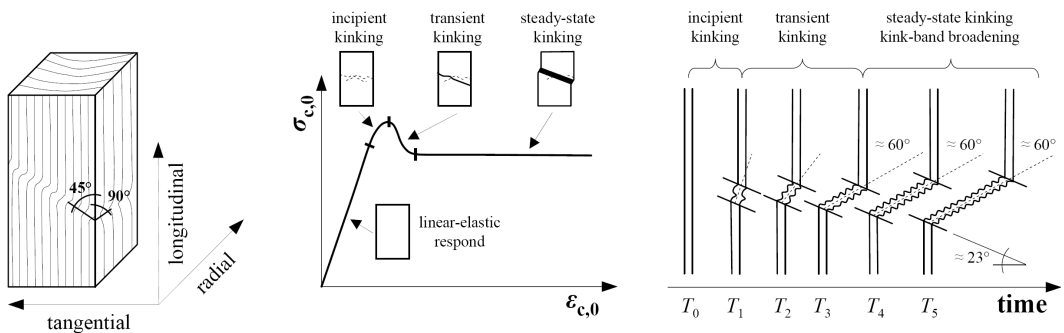 45°
90°
longitudinal
radial
tangential
incipient
kinking
transient
kinking
steady-state
kinking
σc,0
linear-elastic
respond
εc,0
incipient
kinking
transient
kinking
steady-state kinking
kink-band broadening
≈ 60°
≈ 60°
≈ 60°
≈ 23°
T0 T1 T2 T3 T4 T5 time